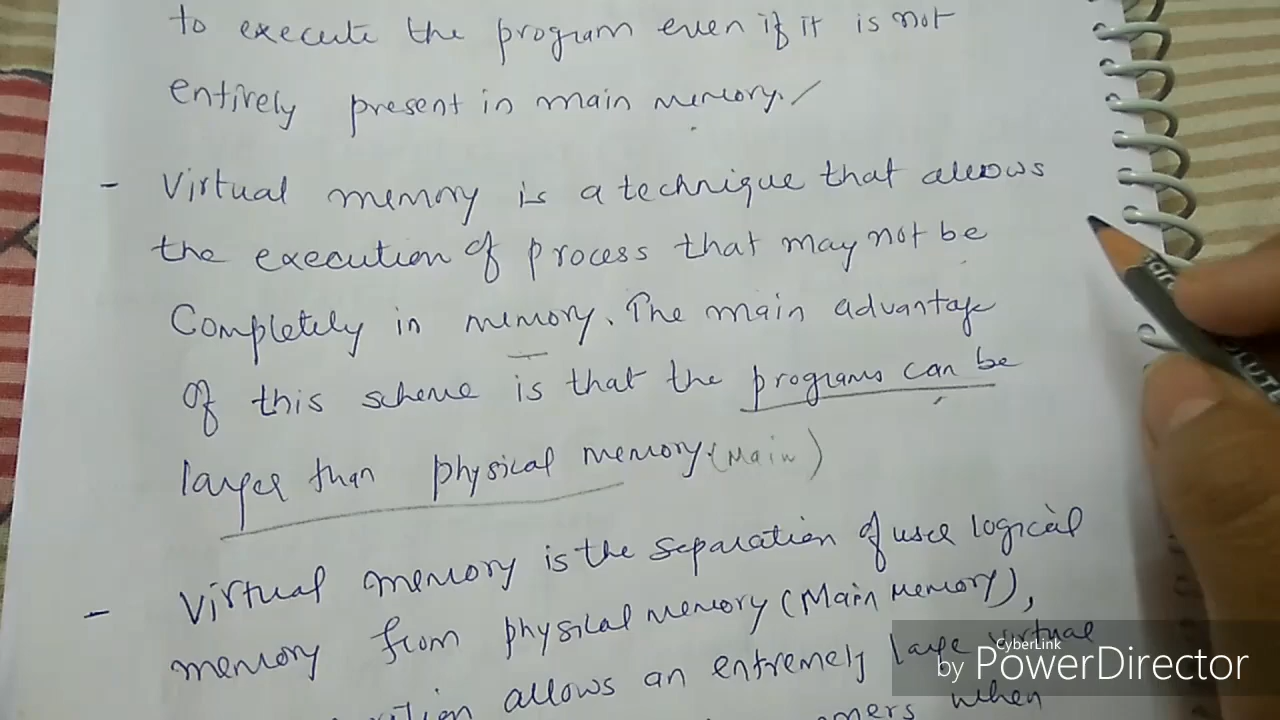 to execute the program even if it is not
entirely present in main memory.
- Virtual memory is a technique that allows
the execution of process that may not be
Completely in memory. The main advantage
of this scheme is that the programs can be
larger than physical memory. (Main)
- Virtual memory is the separation of user logical
memory from physical memory (Main Memory),
allows an extremely large virtual
when
CyberLink
by PowerDirector